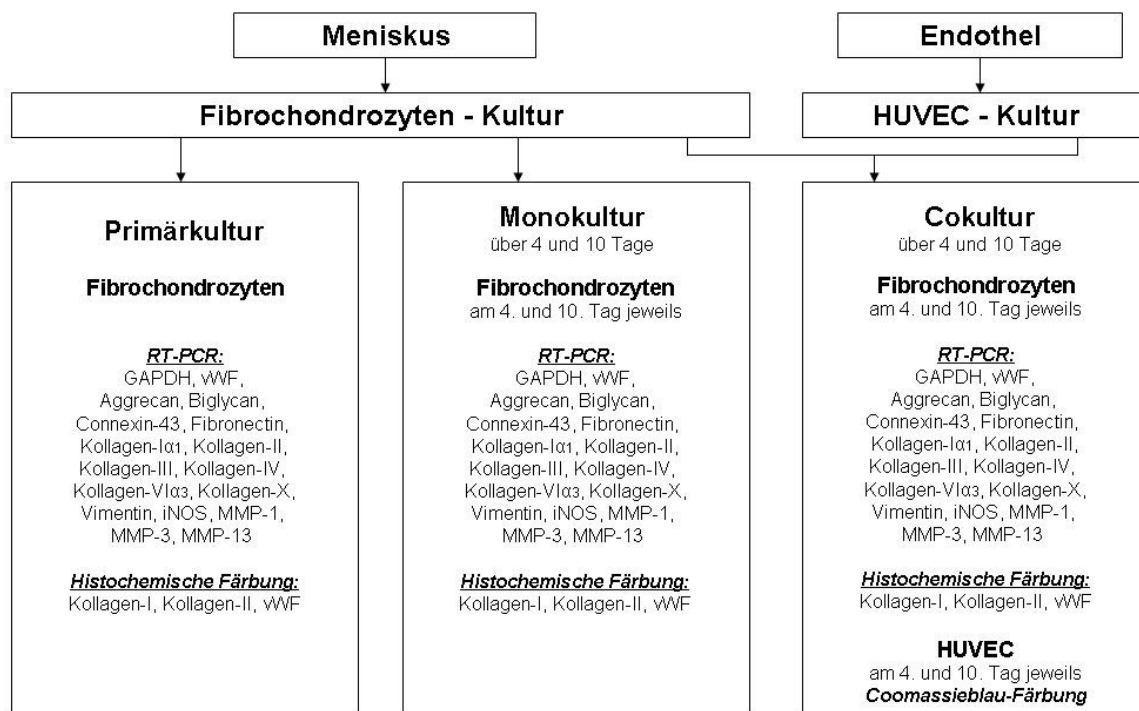 Meniskus
Endothel
Fibrochondrozyten - Kultur
HUVEC - Kultur
Primärkultur
Fibrochondrozyten
RT-PCR:
GAPDH, vWF,
Aggrecan, Biglycan,
Connexin-43, Fibronectin,
Kollagen-Iα1, Kollagen-II,
Kollagen-III, Kollagen-IV,
Kollagen-VIα3, Kollagen-X,
Vimentin, iNOS, MMP-1,
MMP-3, MMP-13
Histochemische Färbung:
Kollagen-I, Kollagen-II, vWF
Monokultur
über 4 und 10 Tage
Fibrochondrozyten
am 4. und 10. Tag jeweils
RT-PCR:
GAPDH, vWF,
Aggrecan, Biglycan,
Connexin-43, Fibronectin,
Kollagen-Iα1, Kollagen-II,
Kollagen-III, Kollagen-IV,
Kollagen-VIα3, Kollagen-X,
Vimentin, iNOS, MMP-1,
MMP-3, MMP-13
Histochemische Färbung:
Kollagen-I, Kollagen-II, vWF
Cokultur
über 4 und 10 Tage
Fibrochondrozyten
am 4. und 10. Tag jeweils
RT-PCR:
GAPDH, vWF,
Aggrecan, Biglycan,
Connexin-43, Fibronectin,
Kollagen-Iα1, Kollagen-II,
Kollagen-III, Kollagen-IV,
Kollagen-VIα3, Kollagen-X,
Vimentin, iNOS, MMP-1,
MMP-3, MMP-13
Histochemische Färbung:
Kollagen-I, Kollagen-II, vWF
HUVEC
am 4. und 10. Tag jeweils
Coomassieblau-Färbung